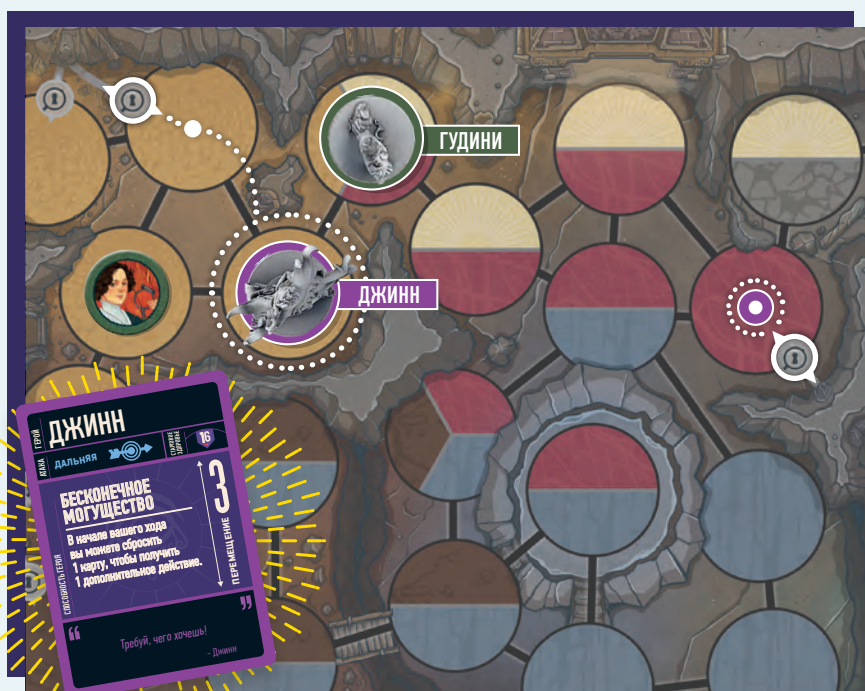 ГУДИНИ
ДЖИНН
ГЕРОЙ
ДЖИНН
АТАКА
ДАЛЬНЯЯ
СТАРТОВОЕ
ЗДОРОВЬЕ
16
СПОСОБНОСТЬ ГЕРОЯ
БЕСКОНЕЧНОЕ
МОГУЩЕСТВО
В начале вашего хода
вы можете сбросить
1 карту, чтобы получить
1 дополнительное действие.
3
ПЕРЕМЕЩЕНИЕ
“ Требуй, чего хочешь! ”
- Джинн